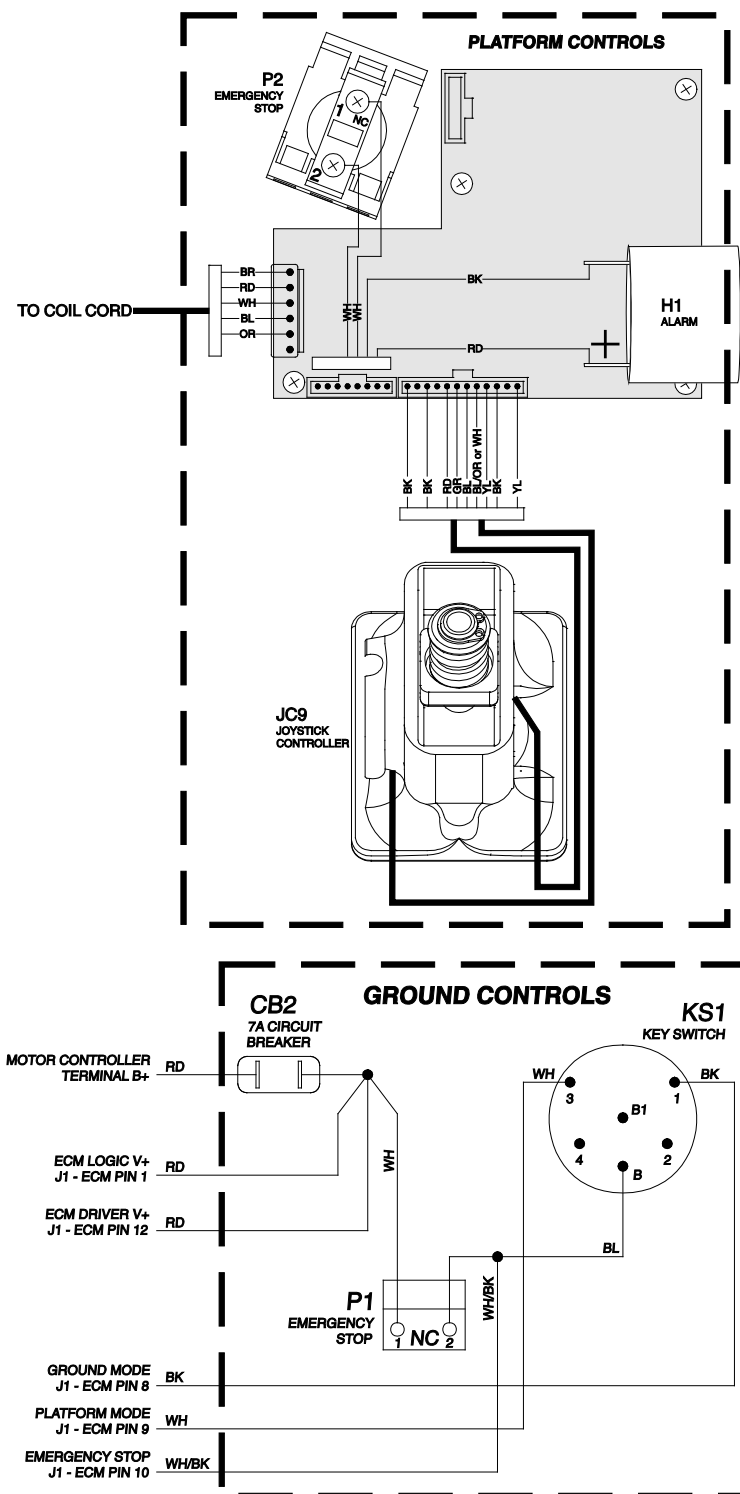 PLATFORM CONTROLS
P2
EMERGENCY
STOP
1
NC
2
BR
RD
WH
BL
OR
TO COIL CORD
WH
WH
BK
RD
H1
ALARM
+
BK
BK
RD
GR
BL
BL/OR or WH
YL
BK
YL
JC9
JOYSTICK
CONTROLLER
GROUND CONTROLS
CB2
7A CIRCUIT
BREAKER
KS1
KEY SWITCH
MOTOR CONTROLLER
TERMINAL B+
RD
WH
3
1
BK
B1
4
2
B
ECM LOGIC V+
J1 - ECM PIN 1
RD
WH
ECM DRIVER V+
J1 - ECM PIN 12
RD
BL
WH/BK
P1
EMERGENCY
STOP
1 NC 2
GROUND MODE
J1 - ECM PIN 8
BK
PLATFORM MODE
J1 - ECM PIN 9
WH
EMERGENCY STOP
J1 - ECM PIN 10
WH/BK